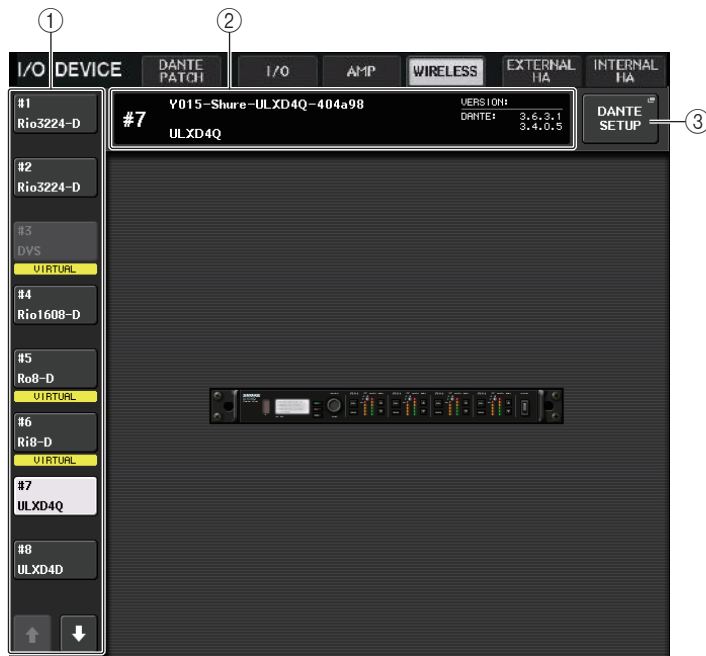 ① ②
I/O DEVICE
DANTE PATCH
I/O
AMP
WIRELESS
EXTERNAL HA
INTERNAL HA
#7
Y015-Shure-ULXD4Q-404a98
ULXD4Q
VERSION:
DANTE: 3.6.3.1
3.4.0.5
DANTE SETUP
③
#1
Rio3224-D
#2
Rio3224-D
#3
DVS
VIRTUAL
#4
Rio1608-D
#5
Ro8-D
VIRTUAL
#6
Ri8-D
VIRTUAL
#7
ULXD4Q
#8
ULXD4D